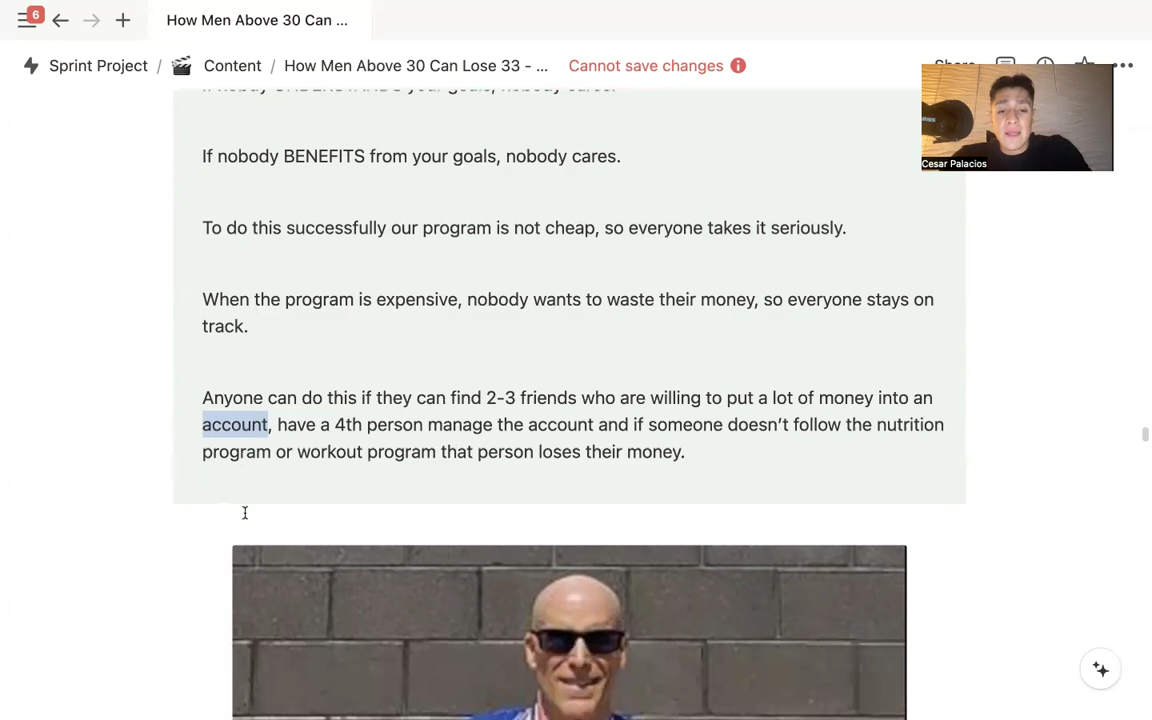 6
How Men Above 30 Can ...
Sprint Project / Content / How Men Above 30 Can Lose 33 - ... Cannot save changes
Cesar Palacios
If nobody BENEFITS from your goals, nobody cares.
To do this successfully our program is not cheap, so everyone takes it seriously.
When the program is expensive, nobody wants to waste their money, so everyone stays on
track.
Anyone can do this if they can find 2-3 friends who are willing to put a lot of money into an
account, have a 4th person manage the account and if someone doesn’t follow the nutrition
program or workout program that person loses their money.